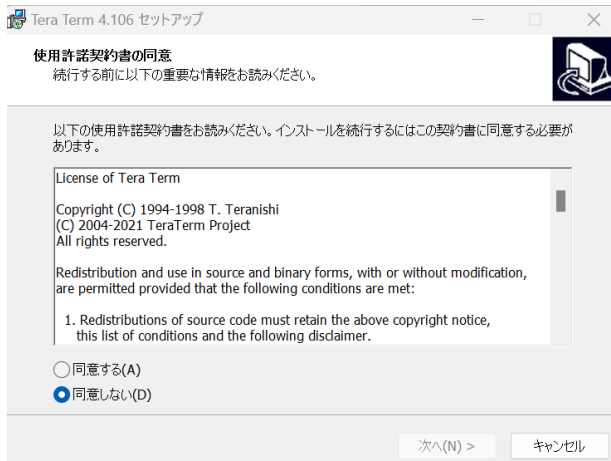 Tera Term 4.106 セットアップ
使用許諾契約書の同意
続行する前に以下の重要な情報をお読みください。
以下の使用許諾契約書をお読みください。インストールを続行するにはこの契約書に同意する必要が
あります。
License of Tera Term
Copyright (C) 1994-1998 T. Teranishi
(C) 2004-2021 TeraTerm Project
All rights reserved.
Redistribution and use in source and binary forms, with or without modification,
are permitted provided that the following conditions are met:
1. Redistributions of source code must retain the above copyright notice,
this list of conditions and the following disclaimer.
同意する(A)
同意しない(D)
次へ(N) >
キャンセル